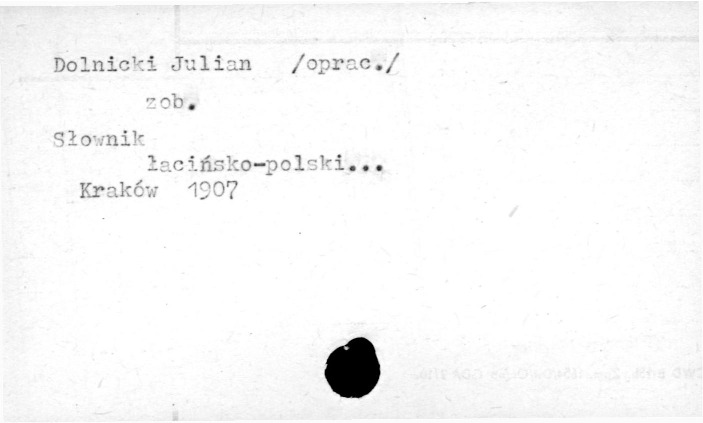 Dolnicki Julian /oprac./
zob.
Słownik
łacińsko-polski...
Kraków 1907